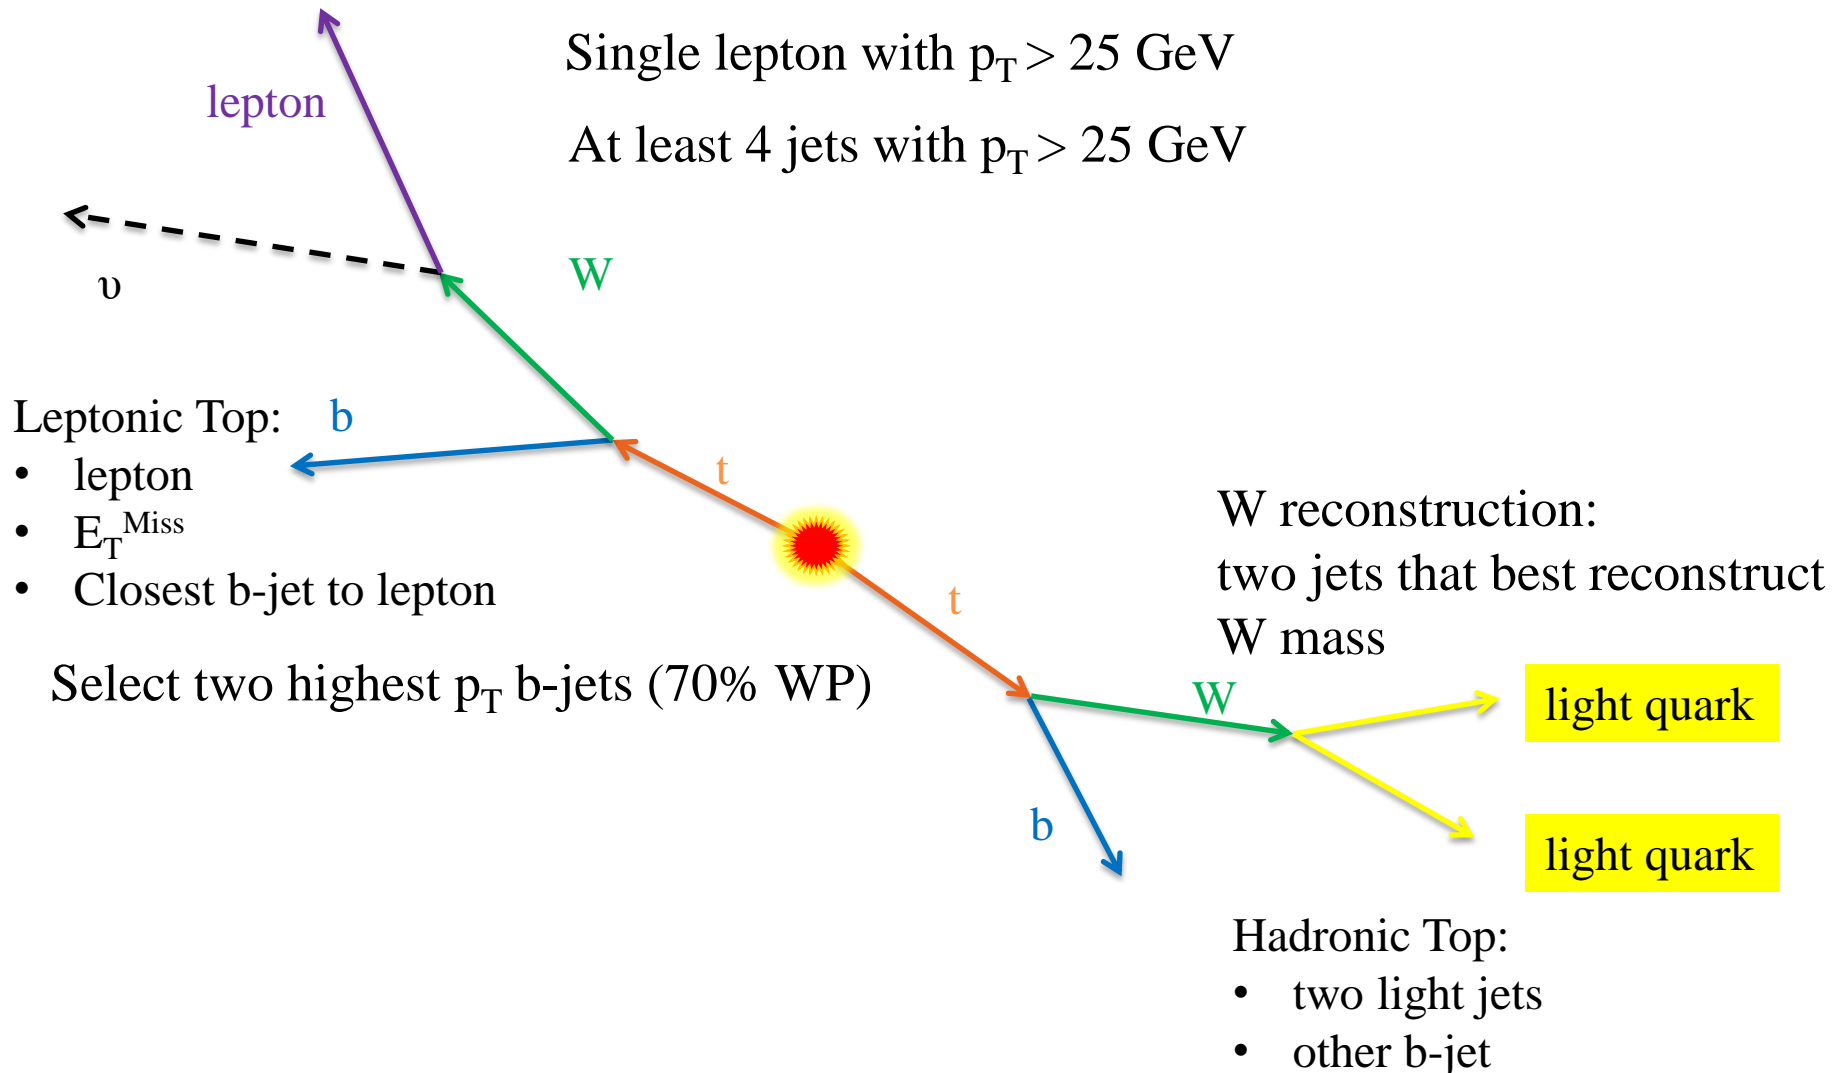 Single lepton with pT > 25 GeV
lepton
At least 4 jets with pT > 25 GeV
W
υ
Leptonic Top:
• lepton
• ET Miss
• Closest b-jet to lepton
b
t
W reconstruction:
two jets that best reconstruct
W mass
t
Select two highest pT b-jets (70% WP)
W
light quark
b
light quark
Hadronic Top:
• two light jets
• other b-jet